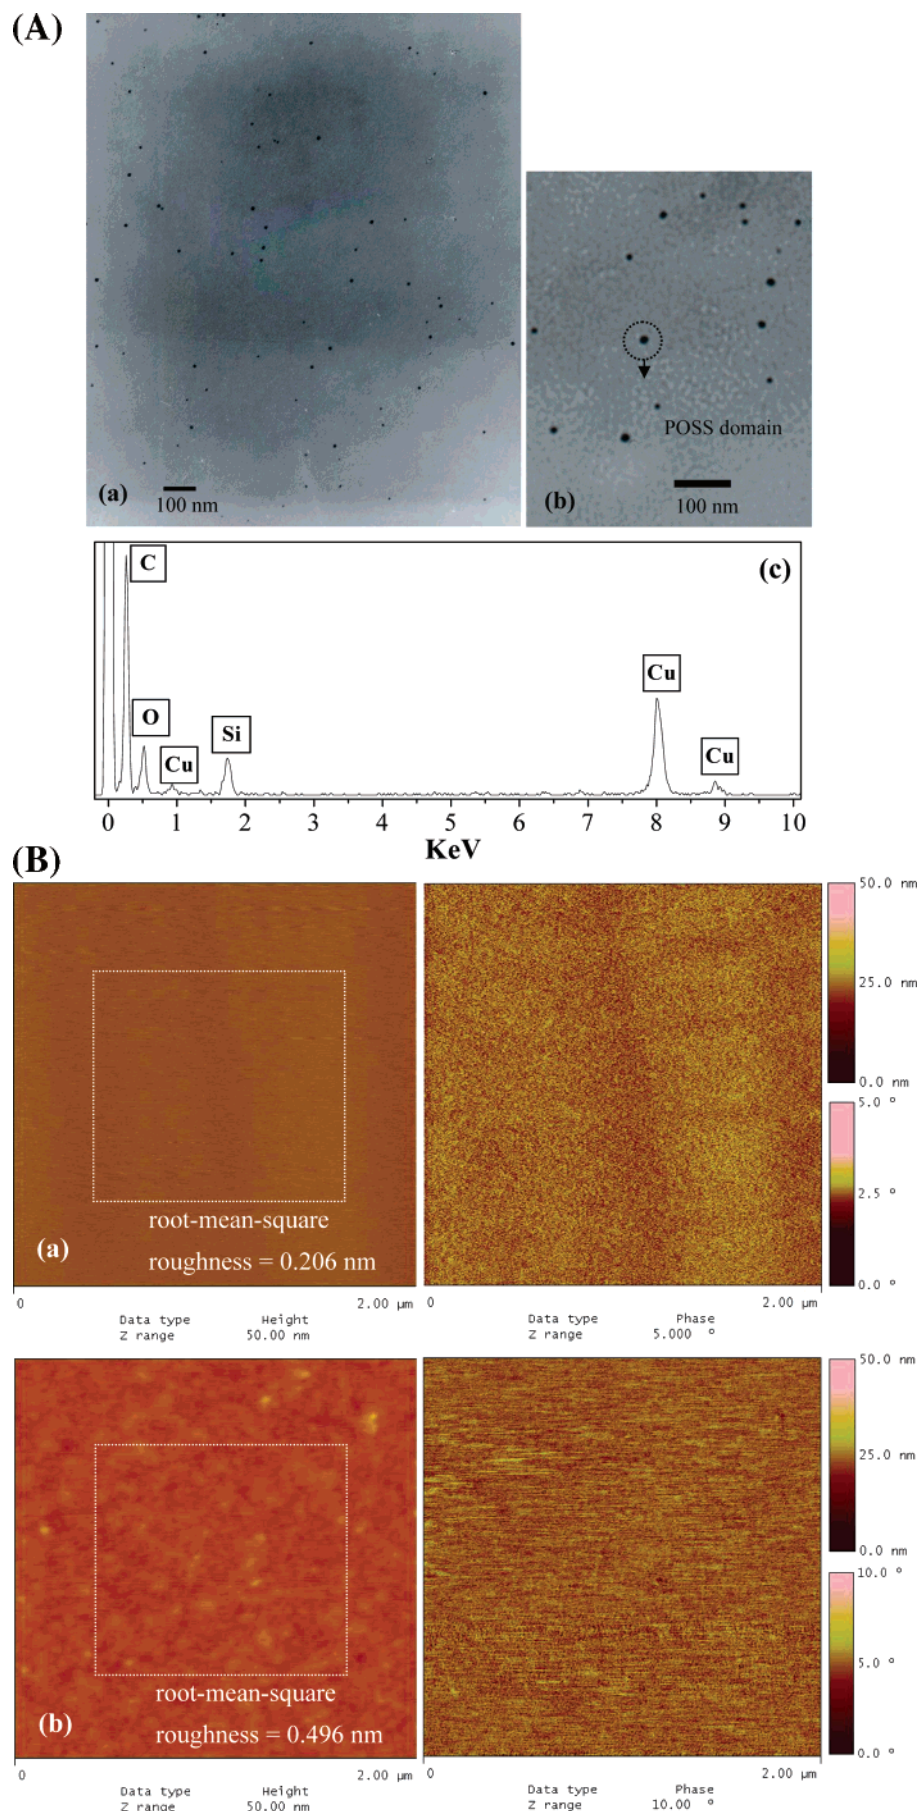 (A)
(a)
100 nm
POSS domain
(b)
100 nm
C
(c)
Cu
O
Si
Cu
Cu
0 1 2 3 4 5 6 7 8 9 10
KeV
(B)
50.0 nm
25.0 nm
0.0 nm
5.0 º
2.5 º
0.0 º
root-mean-square
(a)
roughness = 0.206 nm
0 2.00 µm
Data type Height
Z range 50.00 nm
0 2.00 µm
Data type Phase
Z range 5.000 º
50.0 nm
25.0 nm
0.0 nm
10.0 º
5.0 º
0.0 º
root-mean-square
(b)
roughness = 0.496 nm
0 2.00 µm
Data type Height
Z range 50.00 nm
0 2.00 µm
Data type Phase
Z range 10.00 º